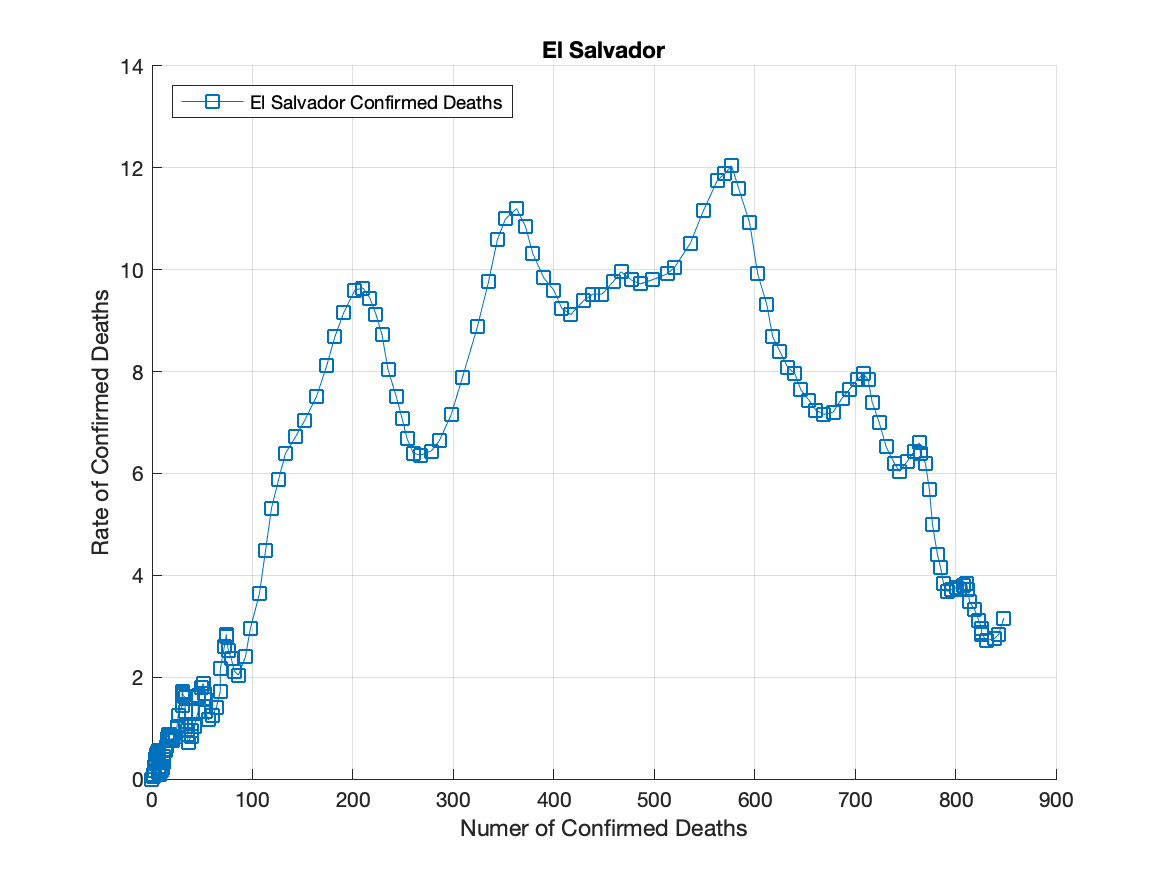 El Salvador
El Salvador Confirmed Deaths
14
12
10
8
6
4
2
0
Rate of Confirmed Deaths
0 100 200 300 400 500 600 700 800 900
Numer of Confirmed Deaths